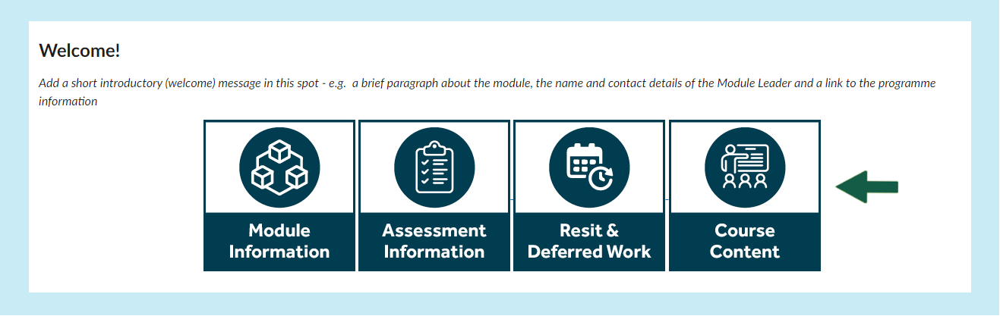 Welcome!
Add a short introductory (welcome) message in this spot - e.g.  a brief paragraph about the module, the name and contact details of the Module Leader and a link to the programme
information
Module
Information
Assessment
Information
Resit &
Deferred Work
Course
Content